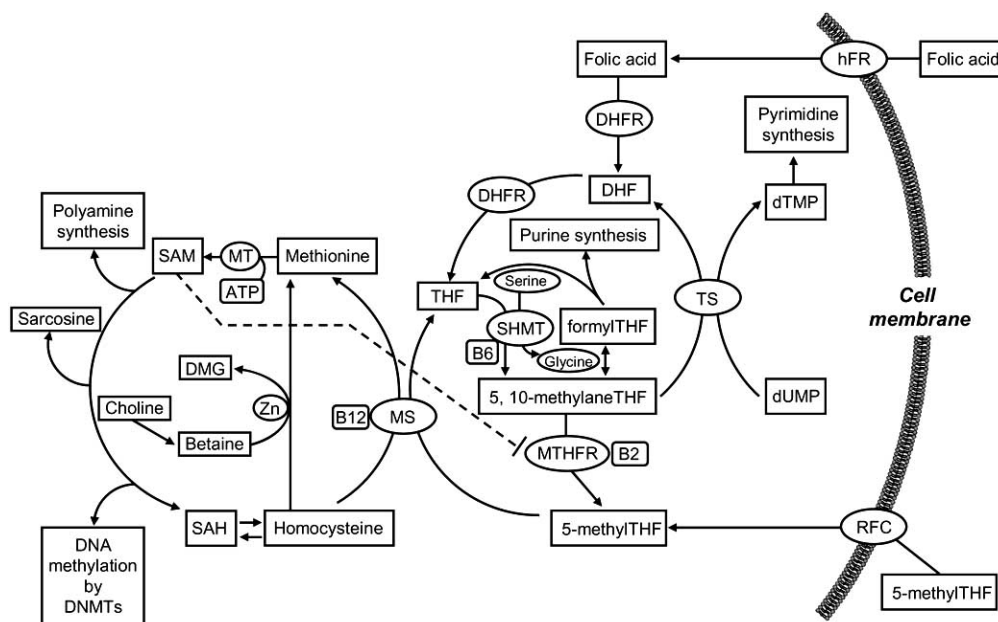 Folic acid
hFR
Folic acid
DHFR
Pyrimidine
synthesis
DHFR
DHF
dTMP
Polyamine
synthesis
Purine synthesis
SAM
MT
Methionine
ATP
THF
Serine
TS
Cell
membrane
Sarcosine
SHMT
formylTHF
B6
Glycine
DMG
5, 10-methylaneTHF
dUMP
Choline
Zn
B12
MS
Betaine
MTHFR
B2
SAH
Homocysteine
5-methylTHF
RFC
DNA
methylation
by
DNMTs
5-methylTHF